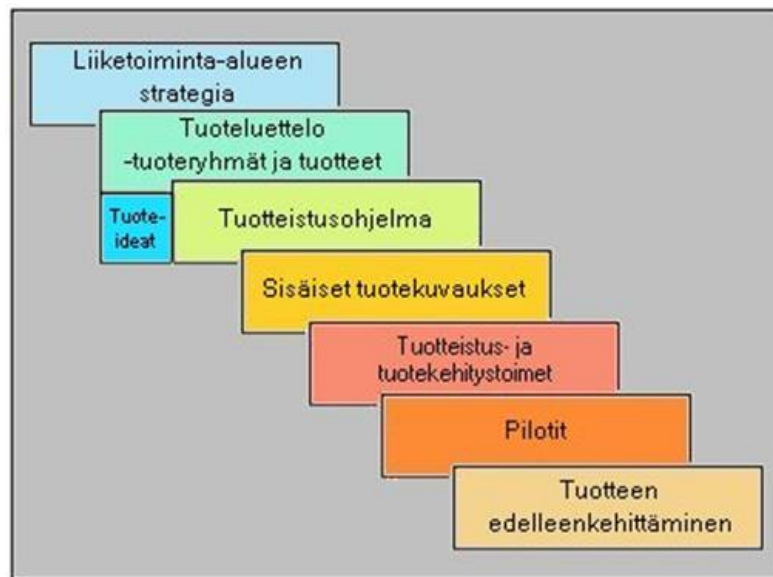 Liiketoiminta-alueen
strategia
Tuoteluettelo
-tuoteryhmät ja tuotteet
Tuote-
ideat
Tuotteistusohjelma
Sisäiset tuotekuvaukset
Tuotteistus- ja
tuotekehitystoimet
Pilotit
Tuotteen
edelleenkehittäminen